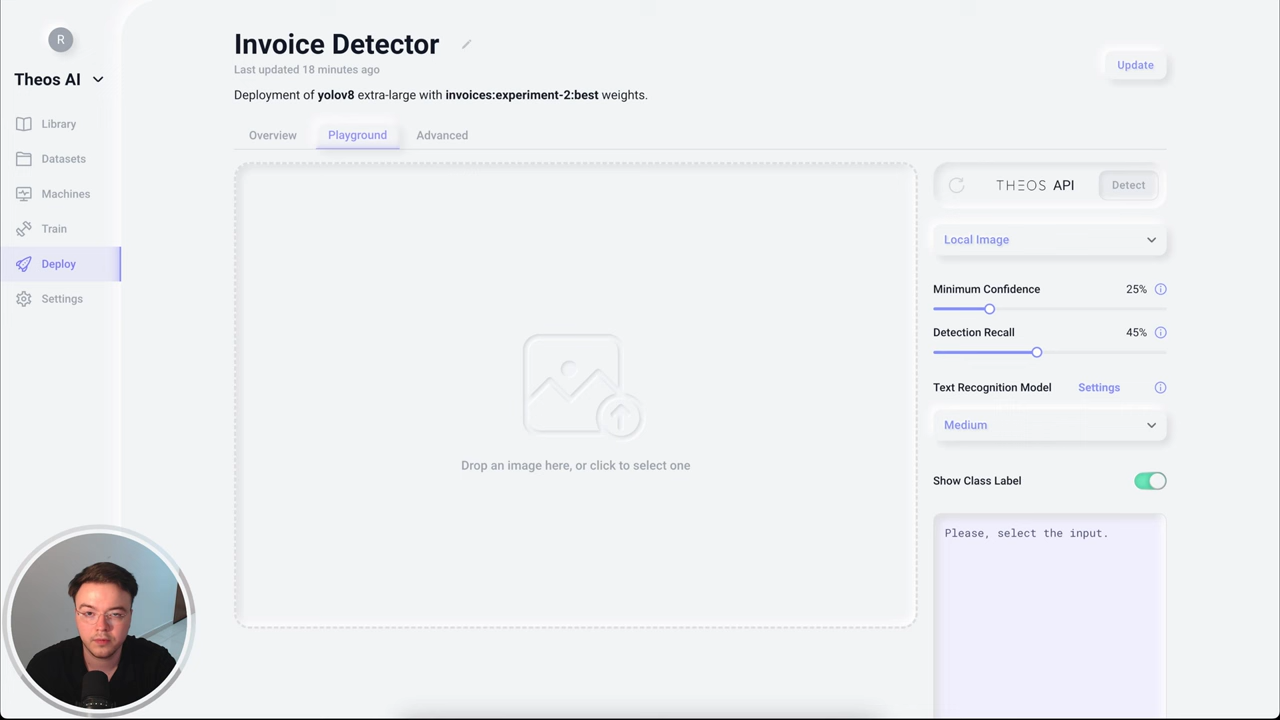 R
Theos AI
Library
Datasets
Machines
Train
Deploy
Settings
Invoice Detector
Last updated 18 minutes ago
Deployment of yolov8 extra-large with invoices:experiment-2:best weights.
Update
Overview
Playground
Advanced
Drop an image here, or click to select one
THEOS API
Detect
Local Image
Minimum Confidence 25%
Detection Recall 45%
Text Recognition Model Settings
Medium
Show Class Label
Please, select the input.